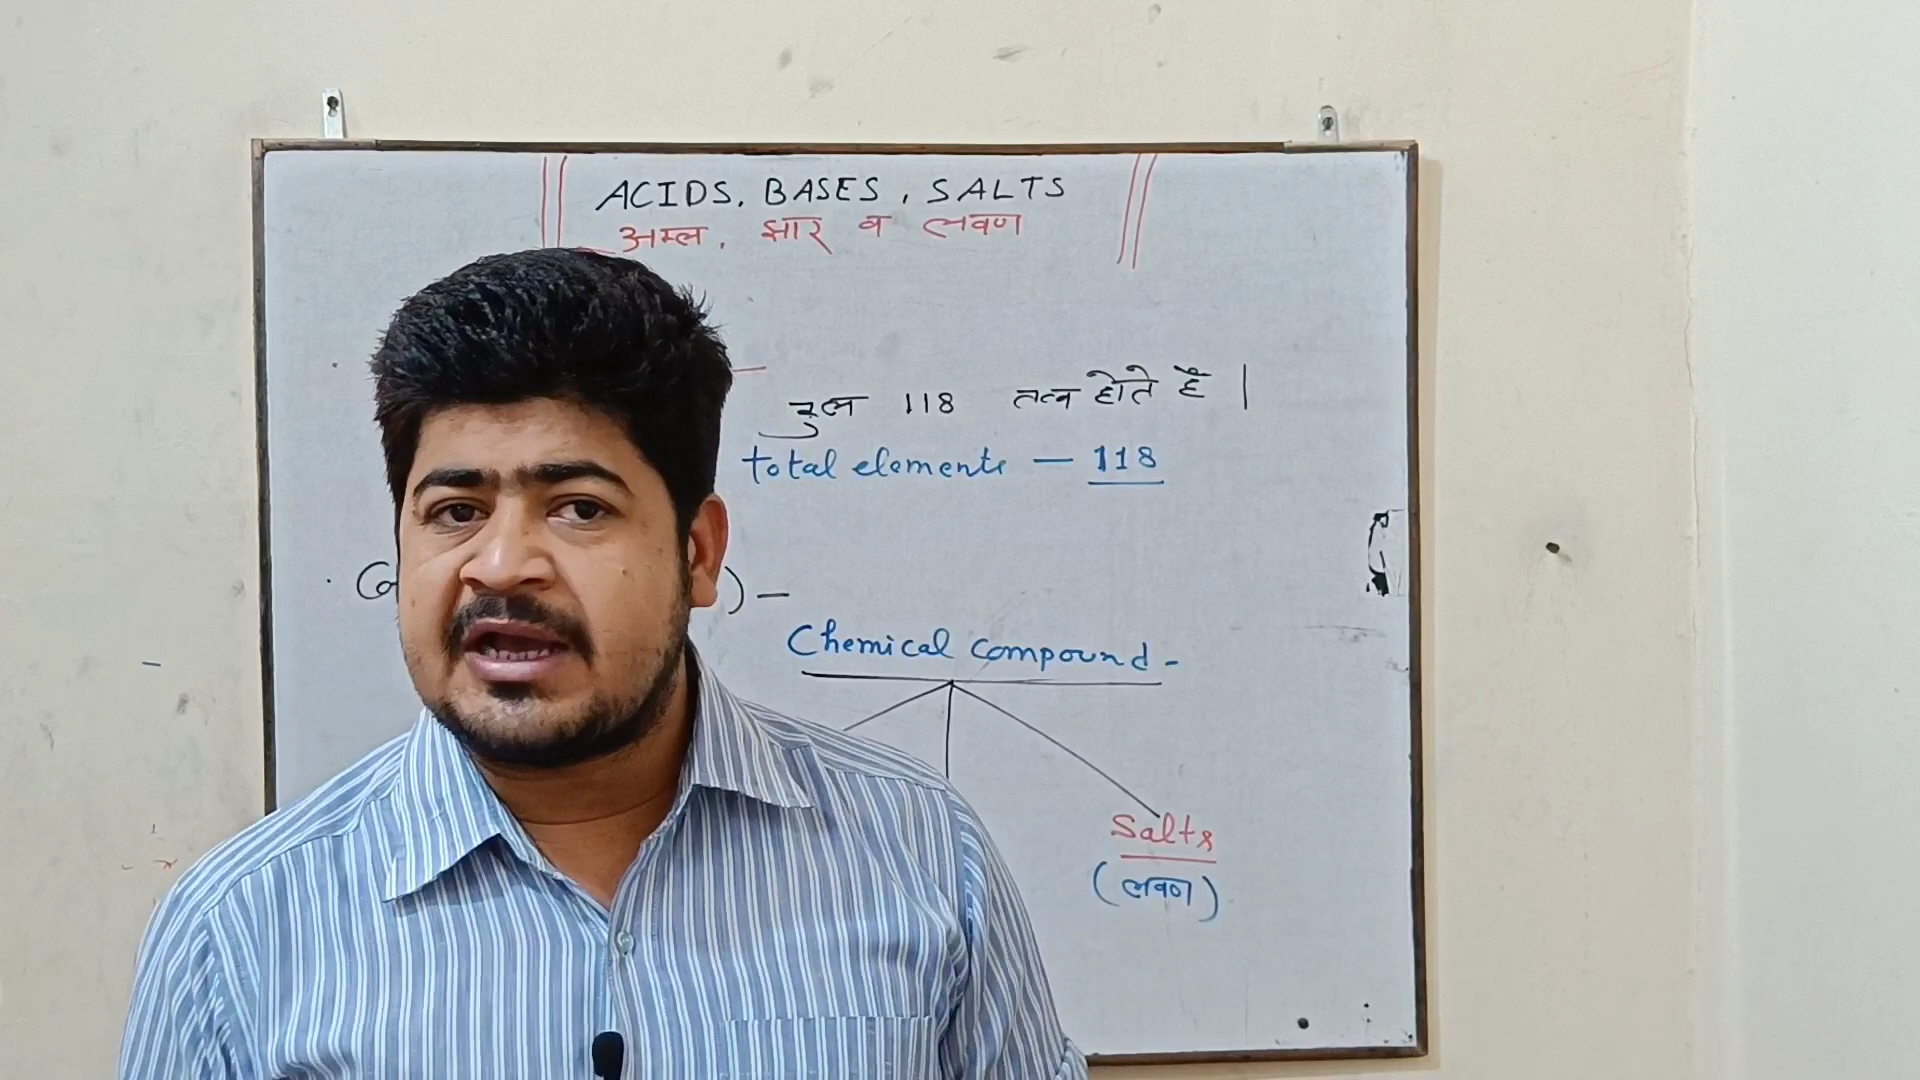 ACIDS, BASES, SALTS
अम्ल, क्षार व लवण
कुल 118 तत्व होते है |
total elements — 118
) —
Chemical compound -
Salts
(लवण)